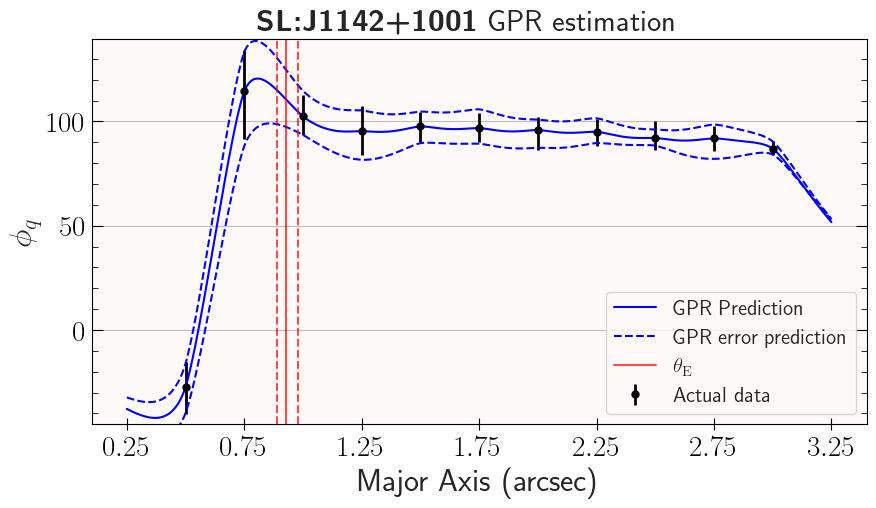 SL:J1142+1001 GPR estimation
100
50
0
ϕq
0.25 0.75 1.25 1.75 2.25 2.75 3.25
Major Axis (arcsec)
GPR Prediction
GPR error prediction
θE
Actual data